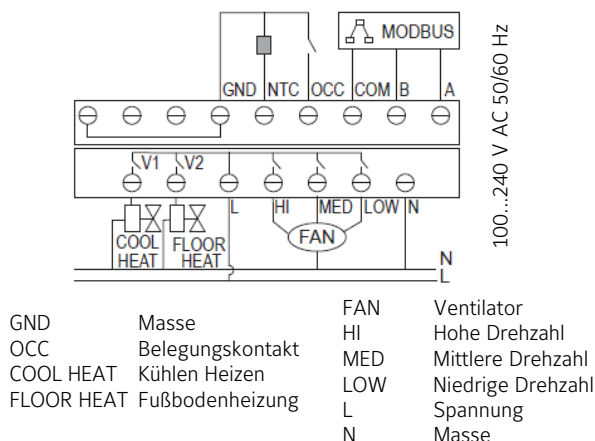 MODBUS
GND NTC OCC COM B A
100...240 V AC 50/60 Hz
V1 V2
L HI MED LOW N
FAN
COOL HEAT
FLOOR HEAT
N
L
GND Masse
OCC Belegungskontakt
COOL HEAT Kühlen Heizen
FLOOR HEAT Fußbodenheizung
FAN Ventilator
HI Hohe Drehzahl
MED Mittlere Drehzahl
LOW Niedrige Drehzahl
L Spannung
N Masse